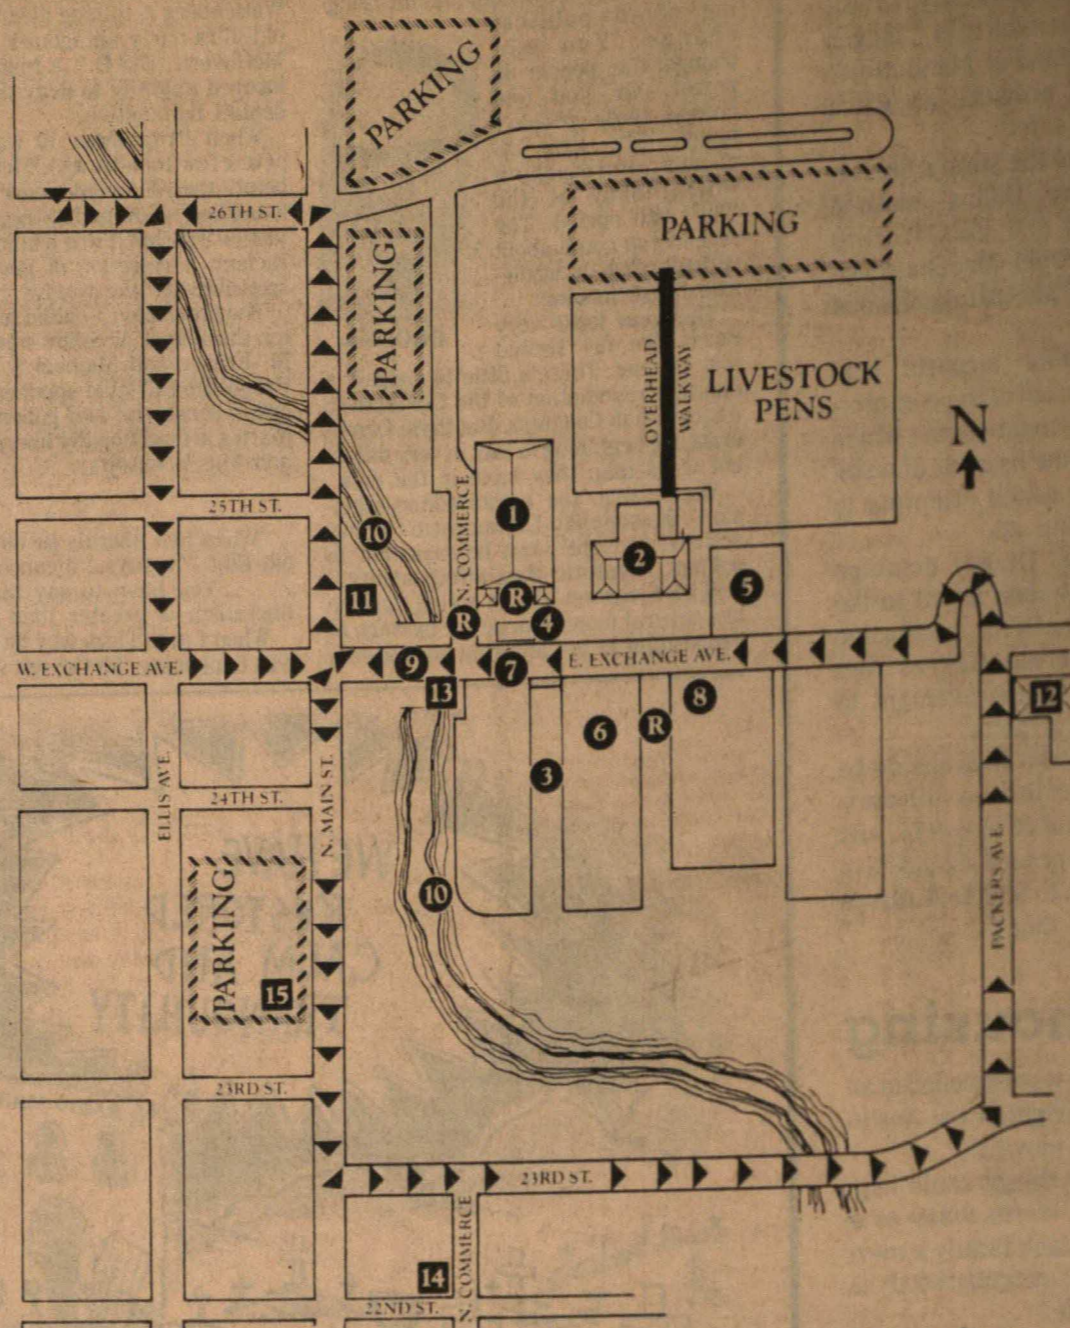 PARKING
26TH ST.
PARKING
PARKING
OVERHEAD
WALKWAY
LIVESTOCK
PENS
N
25TH ST.
N. COMMERCE
1
10
2
11
R
R
4
5
W. EXCHANGE AVE.
9
7
E. EXCHANGE AVE.
13
6
R
8
12
3
ELLIS AVE.
24TH ST.
N. MAIN ST.
10
PARKING
15
PACKERS AVE.
23RD ST.
23RD ST.
14
N. COMMERCE
22ND ST.